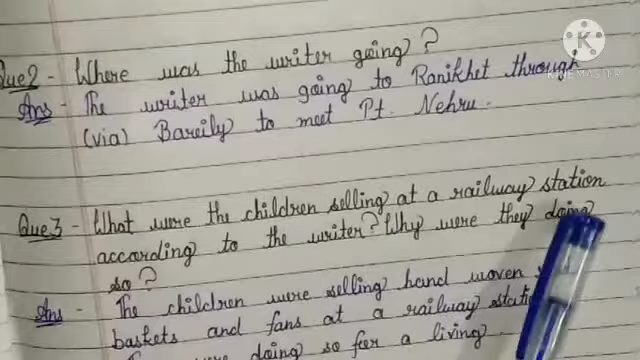 KINEMASTER
Que2 - Where was the writer going?
Ans - The writer was going to Ranikhet through
(via) Bareily to meet Pt. Nehru.
Que3 - What were the children selling at a railway station
according to the writer? Why were they doing
so?
Ans - The children were selling hand woven
baskets and fans at a railway
were doing so for a living.